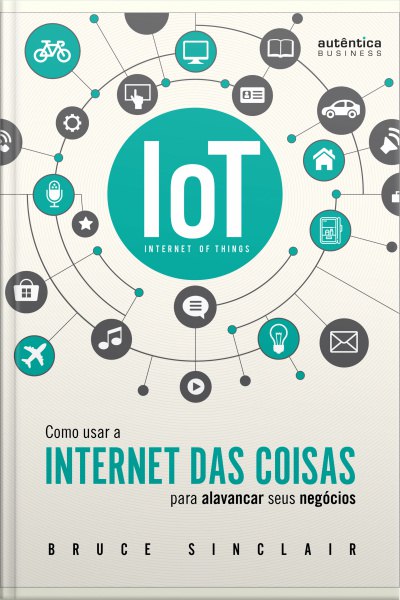 autêntica
BUSINESS
IoT
INTERNET OF THINGS
Como usar a
INTERNET DAS COISAS
para alavancar seus negócios
BRUCE SINCLAIR